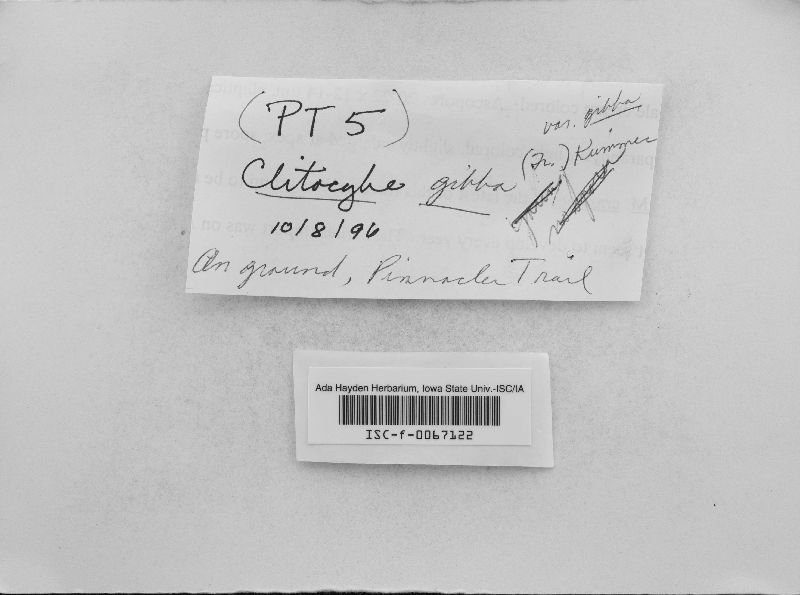 (PT 5)
var. gibba
Clitocybe gibba (Fr.) Kummer
10/8/96
On ground, Pinnacles Trail
Ada Hayden Herbarium, Iowa State Univ.-ISC/IA
ISC-f-0067122